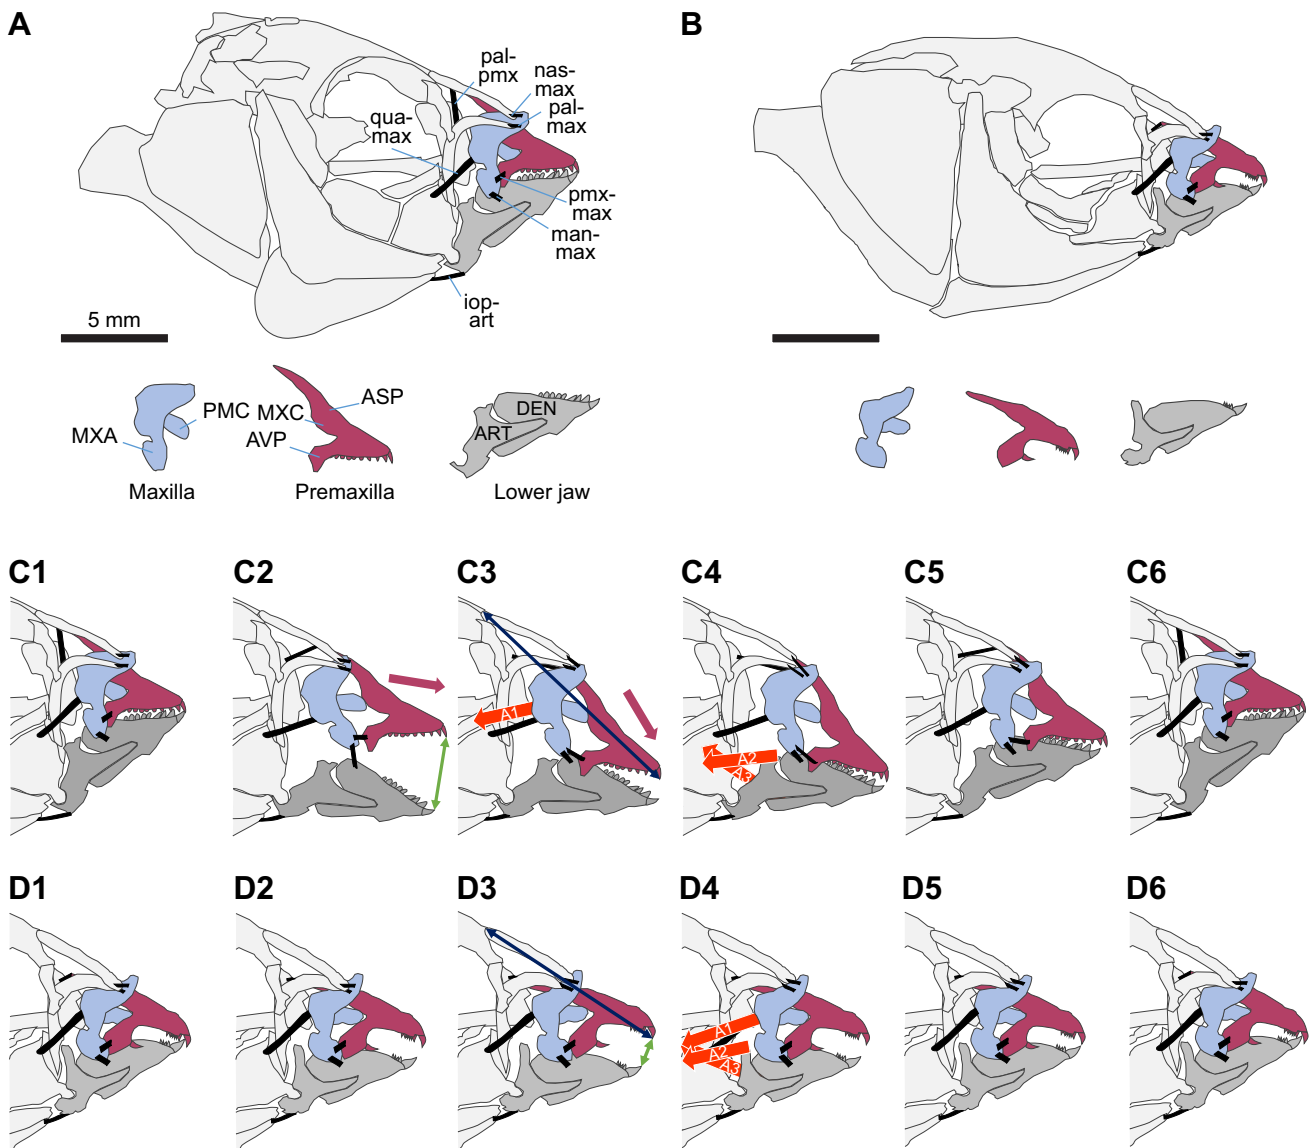 A
B
pal-
pmx
nas-
max
pal-
max
qua-
max
pmx-
max
man-
max
iop-
art
5 mm
MXA
PMC
MXC
AVP
ASP
DEN
ART
Maxilla
Premaxilla
Lower jaw
C1
C2
C3
C4
C5
C6
A1
A2
A3
D1
D2
D3
D4
D5
D6
A1
A2
A3